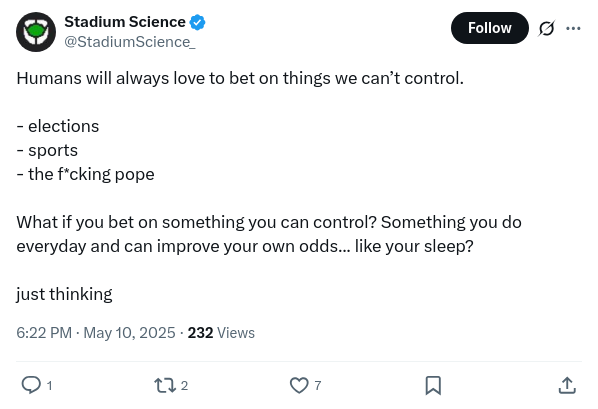 Stadium Science
@StadiumScience_
Follow
Humans will always love to bet on things we can’t control.
- elections
- sports
- the f*cking pope
What if you bet on something you can control? Something you do
everyday and can improve your own odds... like your sleep?
just thinking
6:22 PM · May 10, 2025 · 232 Views
1
2
7